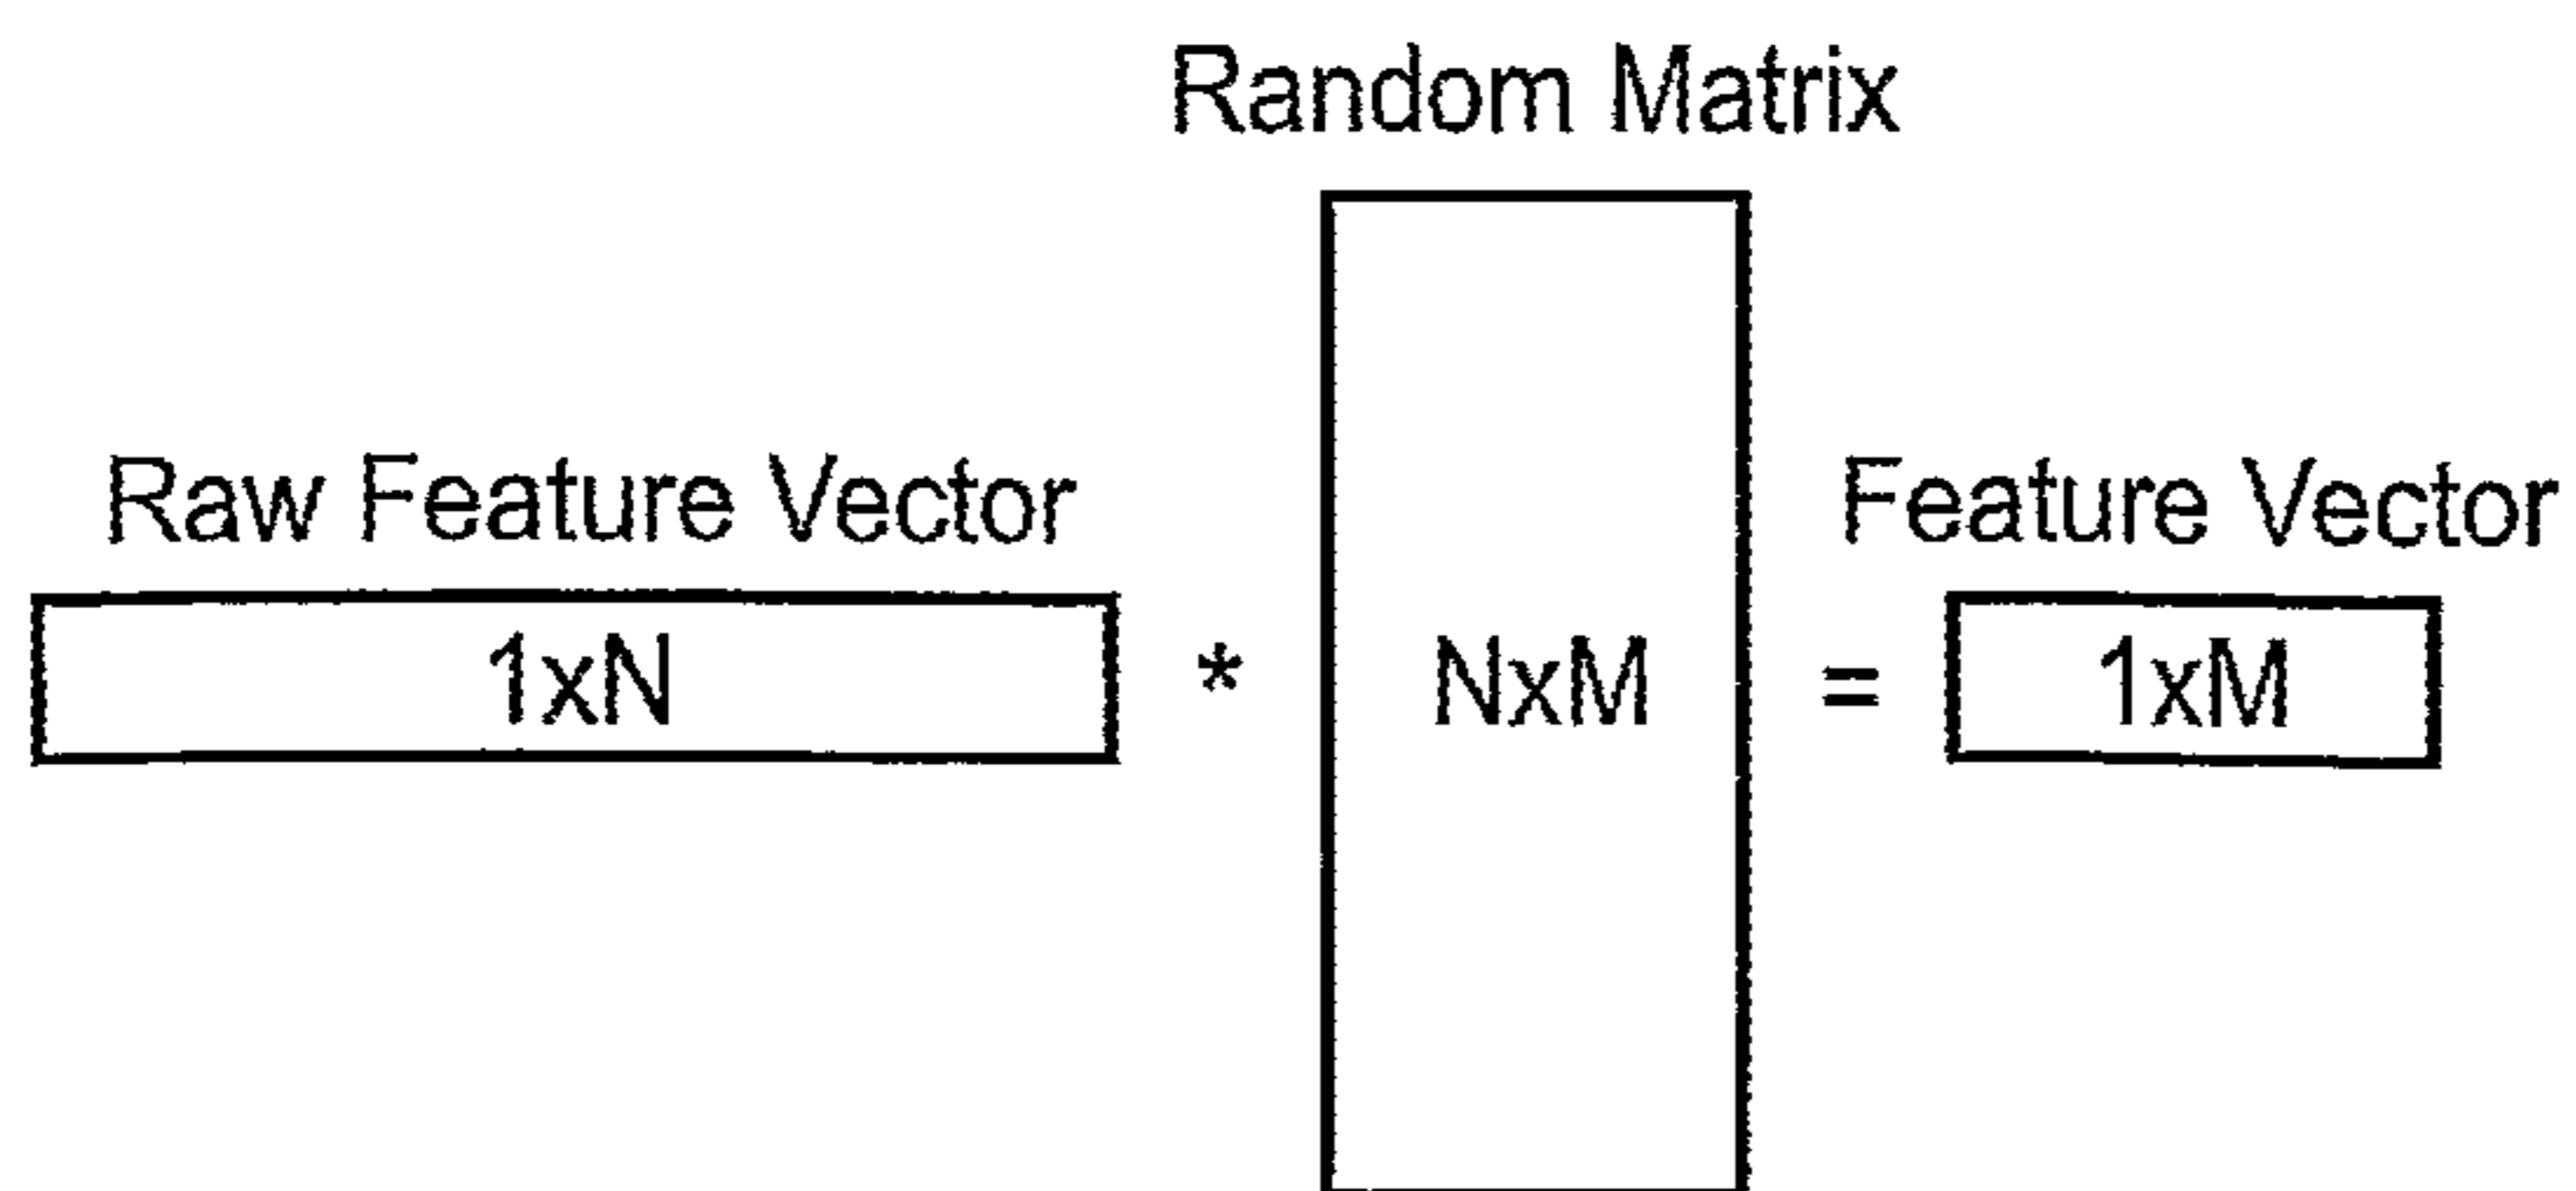 Random Matrix
Raw Feature Vector
Feature Vector
1xN * NxM = 1xM